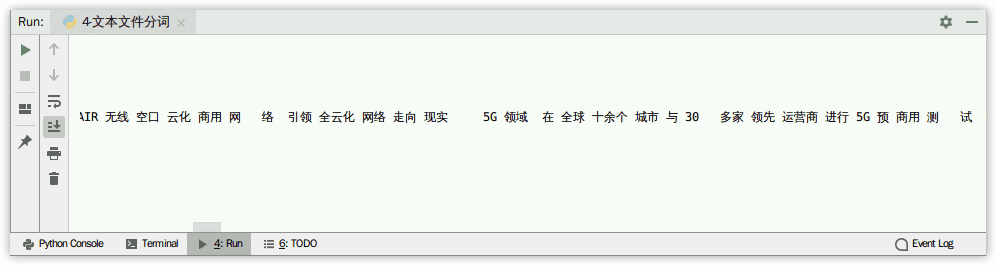 Run: 4-文本文件分词
AIR 无线 空口 云化 商用 网 络 引领 全云化 网络 走向 现实 5G 领域 在 全球 十余个 城市 与 30 多家 领先 运营商 进行 5G 预 商用 测 试
Python Console Terminal 4: Run 6: TODO Event Log